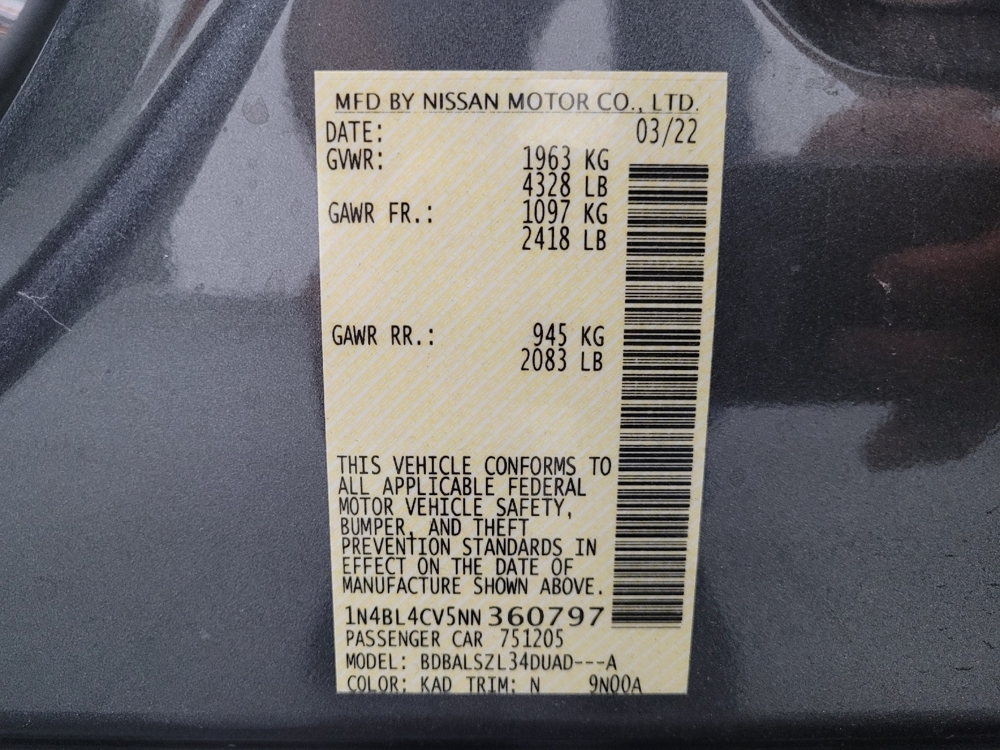 MFD BY NISSAN MOTOR CO., LTD.
DATE: 03/22
GVWR: 1963 KG
4328 LB
GAWR FR.: 1097 KG
2418 LB
GAWR RR.: 945 KG
2083 LB
THIS VEHICLE CONFORMS TO
ALL APPLICABLE FEDERAL
MOTOR VEHICLE SAFETY,
BUMPER, AND THEFT
PREVENTION STANDARDS IN
EFFECT ON THE DATE OF
MANUFACTURE SHOWN ABOVE.
1N4BL4CV5NN360797
PASSENGER CAR 751205
MODEL: BDBALSZL34DUAD---A
COLOR: KAD TRIM: N 9N00A